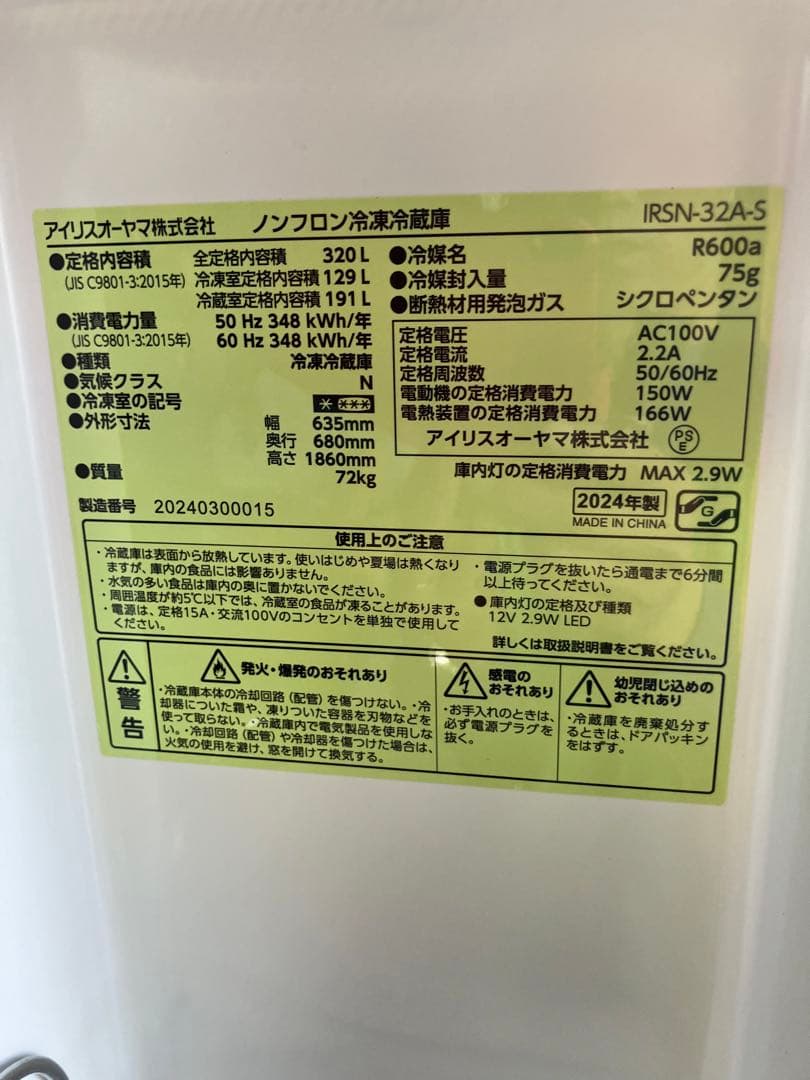 アイリスオーヤマ株式会社 ノンフロン冷凍冷蔵庫 IRSN-32A-S
●定格内容積 全定格内容積 320 L
(JIS C9801-3:2015年) 冷凍室定格内容積 129 L
冷蔵室定格内容積 191 L
●消費電力量 50 Hz 348 kWh/年
(JIS C9801-3:2015年) 60 Hz 348 kWh/年
●種類 冷凍冷蔵庫
●気候クラス N
●冷凍室の記号 * ***
●外形寸法 幅 635mm
奥行 680mm
高さ 1860mm
●質量 72kg
製造番号 20240300015
●冷媒名 R600a
●冷媒封入量 75g
●断熱材用発泡ガス シクロペンタン
定格電圧 AC100V
定格電流 2.2A
定格周波数 50/60Hz
電動機の定格消費電力 150W
電熱装置の定格消費電力 166W
アイリスオーヤマ株式会社 PSE
庫内灯の定格消費電力 MAX 2.9W
2024年製
MADE IN CHINA
G
使用上のご注意
・冷蔵庫は表面から放熱しています。使いはじめや夏場は熱くなり
ますが、庫内の食品には影響ありません。
・水気の多い食品は庫内の奥に置かないでください。
・周囲温度が約5℃以下では、冷蔵室の食品が凍ることがあります。
・電源は、定格15A・交流100Vのコンセントを単独で使用して
ください。
・電源プラグを抜いたら通電まで6分間
以上待ってください。
●庫内灯の定格及び種類
12V 2.9W LED
詳しくは取扱説明書をご覧ください。
警告
発火・爆発のおそれあり
・冷蔵庫本体の冷却回路（配管）を傷つけない。・冷
却器についた霜や、凍りついた容器を刃物などを
使って取らない。・冷蔵庫内で電気製品を使用しな
い。・冷却回路（配管）や冷却器を傷つけた場合は、
火気の使用を避け、窓を開けて換気する。
感電の
おそれあり
・お手入れのときは、
必ず電源プラグを
抜く。
幼児閉じ込めの
おそれあり
・冷蔵庫を廃棄処分す
るときは、ドアパッキン
をはずす。